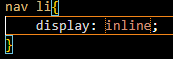 nav li{
display: inline;
}